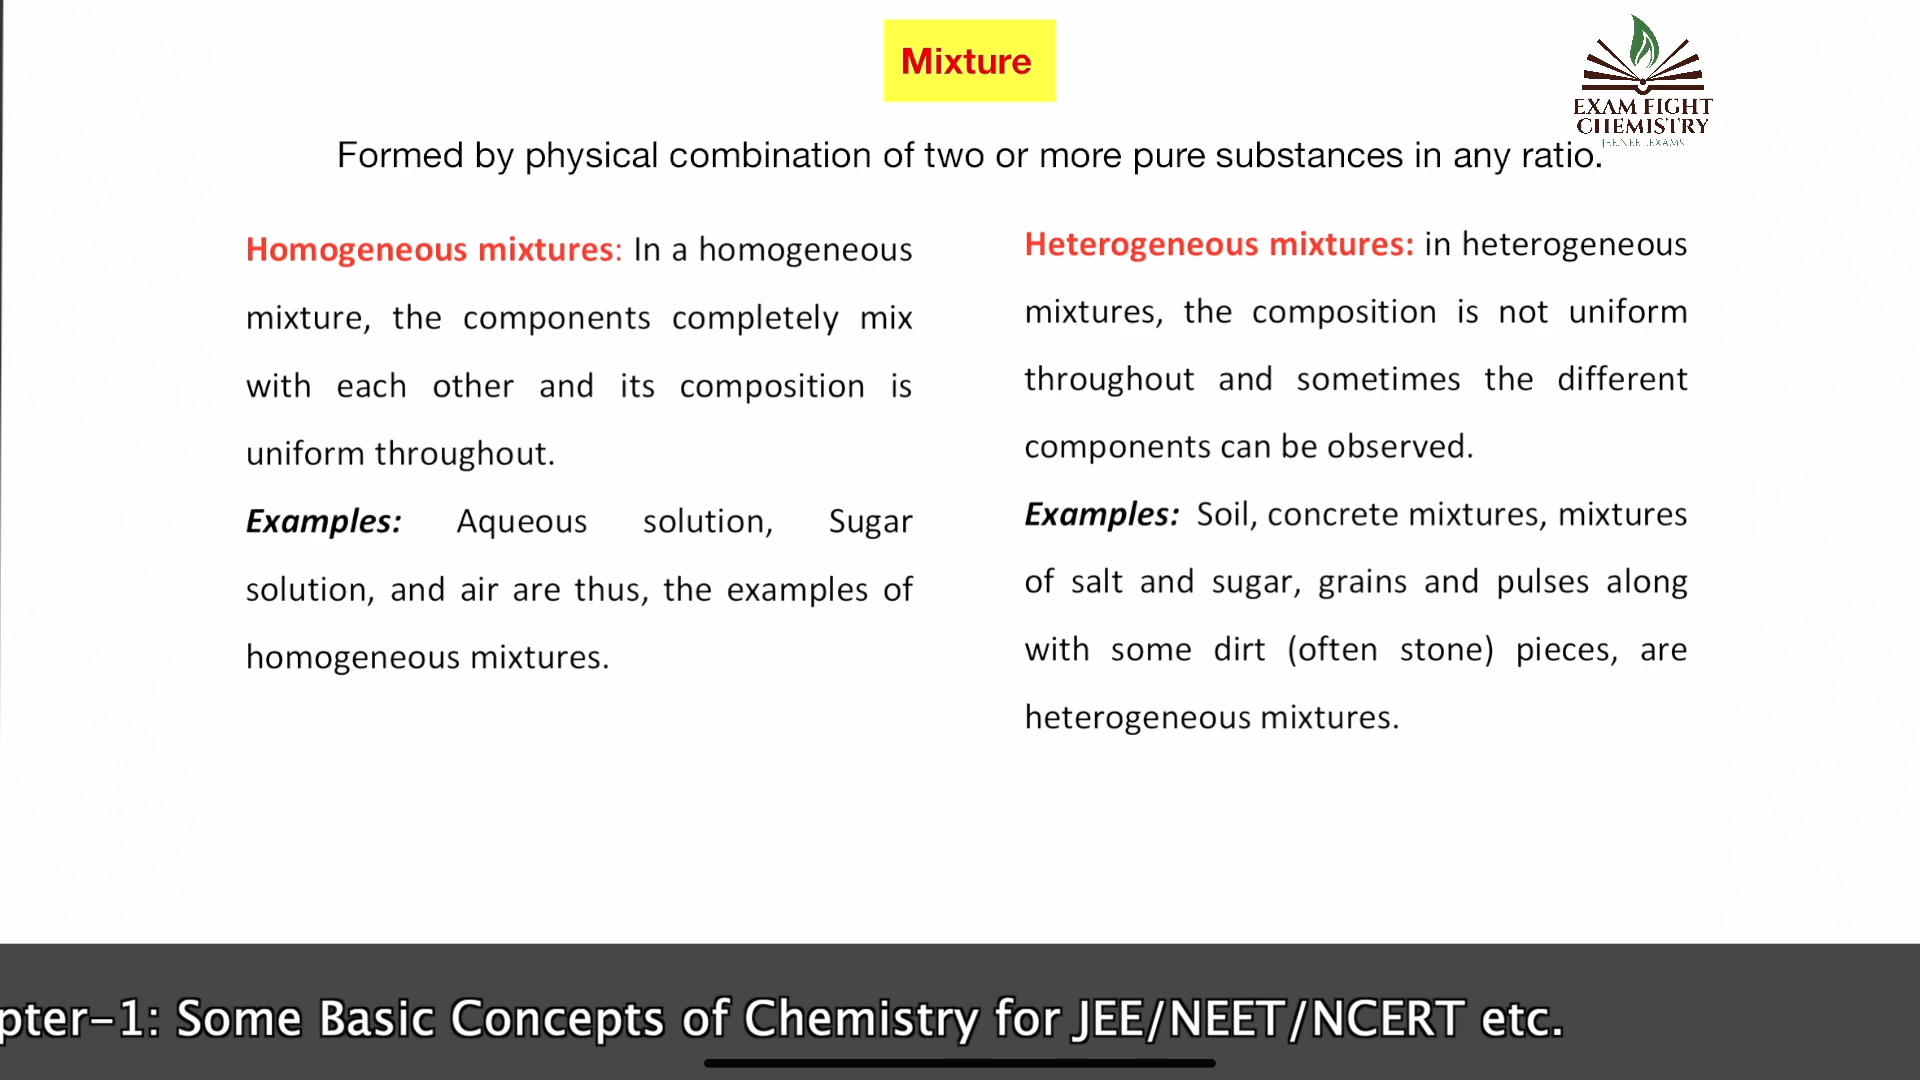 Mixture
EXAM FIGHT
CHEMISTRY
Formed by physical combination of two or more pure substances in any ratio.
Homogeneous mixtures: In a homogeneous
mixture, the components completely mix
with each other and its composition is
uniform throughout.
Examples: Aqueous solution, Sugar
solution, and air are thus, the examples of
homogeneous mixtures.
Heterogeneous mixtures: in heterogeneous
mixtures, the composition is not uniform
throughout and sometimes the different
components can be observed.
Examples: Soil, concrete mixtures, mixtures
of salt and sugar, grains and pulses along
with some dirt (often stone) pieces, are
heterogeneous mixtures.
pter-1: Some Basic Concepts of Chemistry for JEE/NEET/NCERT etc.